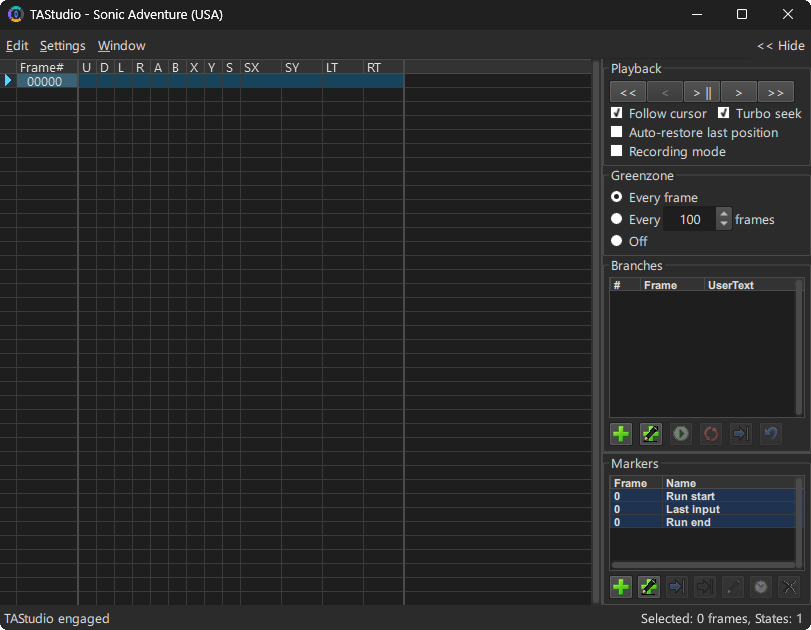 TAStudio - Sonic Adventure (USA)
Edit Settings Window << Hide
Frame# U D L R A B X Y S SX SY LT RT
00000
Playback
<< < > || > >>
Follow cursor Turbo seek
Auto-restore last position
Recording mode
Greenzone
Every frame
Every 100 frames
Off
Branches
# Frame UserText
Markers
Frame Name
0 Run start
0 Last input
0 Run end
TAStudio engaged Selected: 0 frames, States: 1